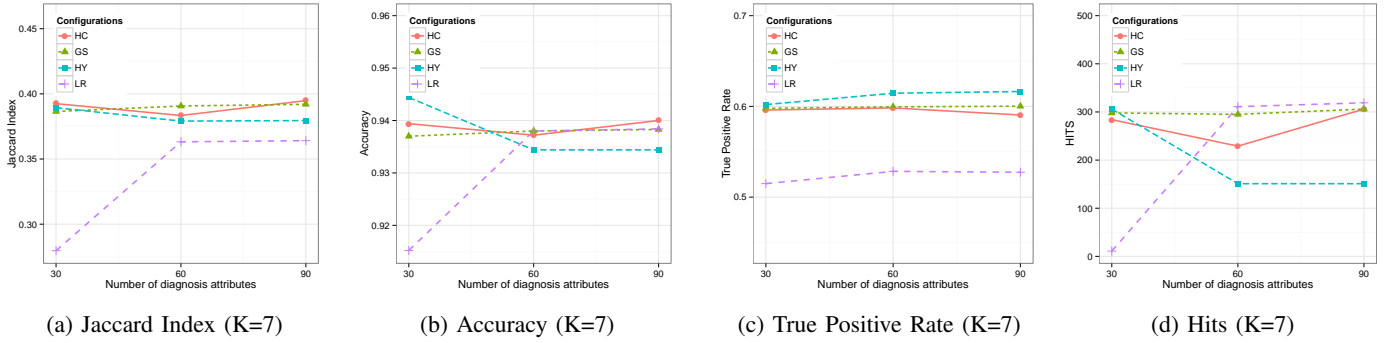 Configurations
HC
GS
HY
LR
0.45
0.40
0.35
0.30
Jaccard Index
30
60
90
Number of diagnosis attributes
(a) Jaccard Index (K=7)
Configurations
HC
GS
HY
LR
0.96
0.95
0.94
0.93
0.92
Accuracy
30
60
90
Number of diagnosis attributes
(b) Accuracy (K=7)
Configurations
HC
GS
HY
LR
0.7
0.6
0.5
True Positive Rate
30
60
90
Number of diagnosis attributes
(c) True Positive Rate (K=7)
Configurations
HC
GS
HY
LR
500
400
300
200
100
0
HITS
30
60
90
Number of diagnosis attributes
(d) Hits (K=7)